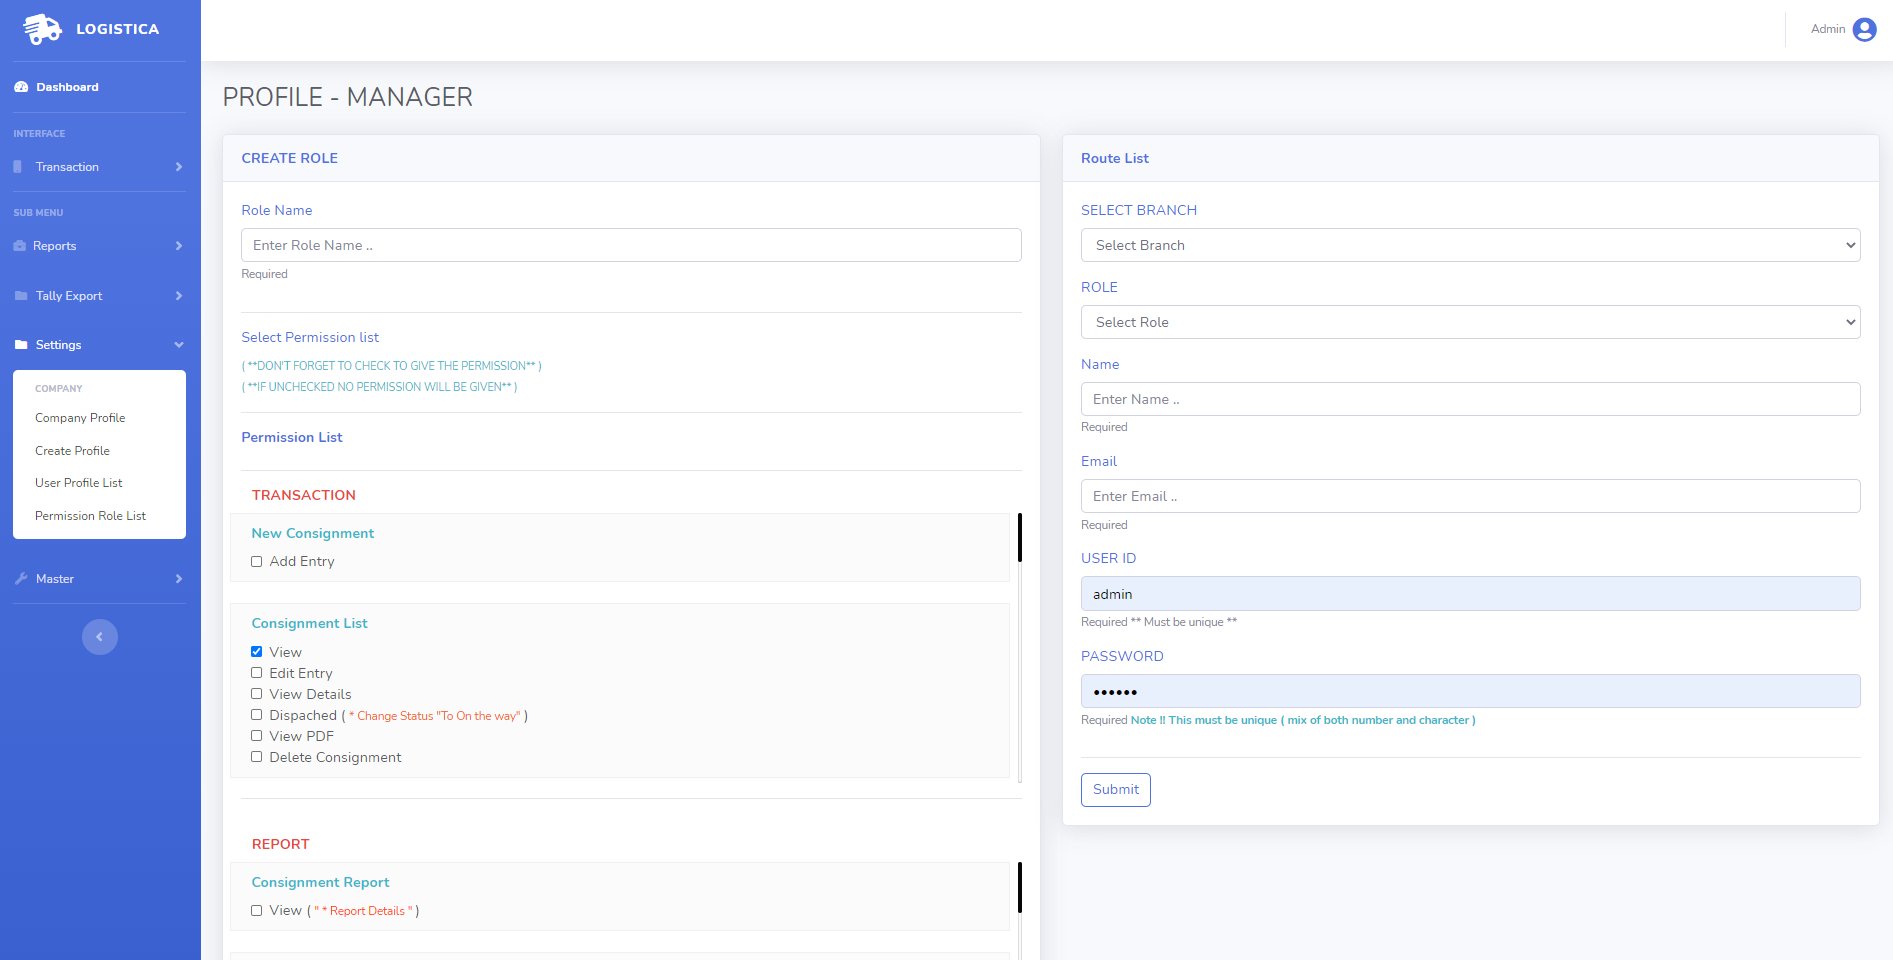 LOGISTICA
Dashboard
INTERFACE
Transaction
SUB MENU
Reports
Tally Export
Settings
COMPANY
Company Profile
Create Profile
User Profile List
Permission Role List
Master
Admin
PROFILE - MANAGER
CREATE ROLE
Role Name
Enter Role Name ..
Required
Select Permission list
( **DON'T FORGET TO CHECK TO GIVE THE PERMISSION** )
( **IF UNCHECKED NO PERMISSION WILL BE GIVEN** )
Permission List
TRANSACTION
New Consignment
Add Entry
Consignment List
View
Edit Entry
View Details
Dispached ( * Change Status "To On the way" )
View PDF
Delete Consignment
REPORT
Consignment Report
View ( " * Report Details " )
Route List
SELECT BRANCH
Select Branch
ROLE
Select Role
Name
Enter Name ..
Required
Email
Enter Email ..
Required
USER ID
admin
Required ** Must be unique **
PASSWORD
••••••
Required Note !! This must be unique ( mix of both number and character )
Submit